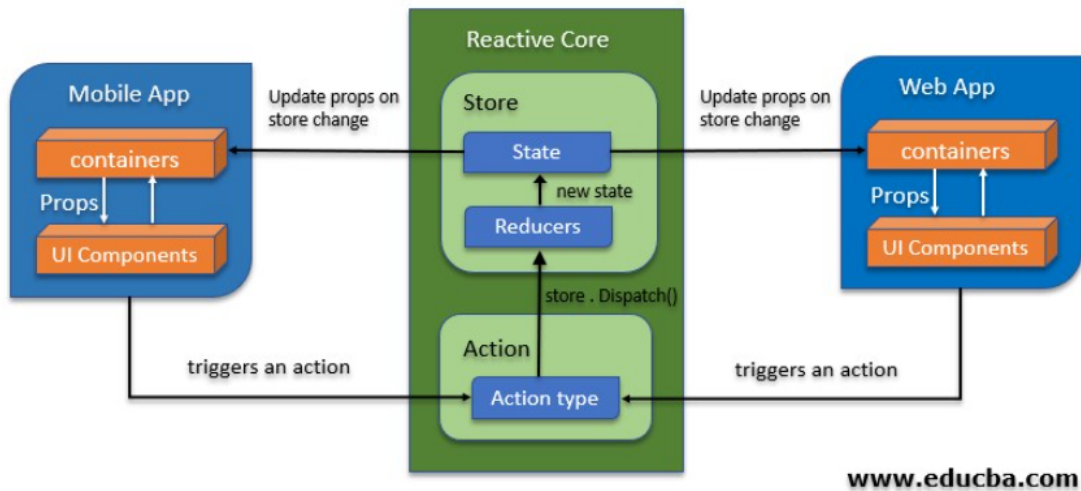 Reactive Core
Mobile App
containers
Props
UI Components
Update props on
store change
Store
State
new state
Reducers
store . Dispatch()
Action
Action type
Update props on
store change
Web App
containers
Props
UI Components
triggers an action
triggers an action
www.educba.com